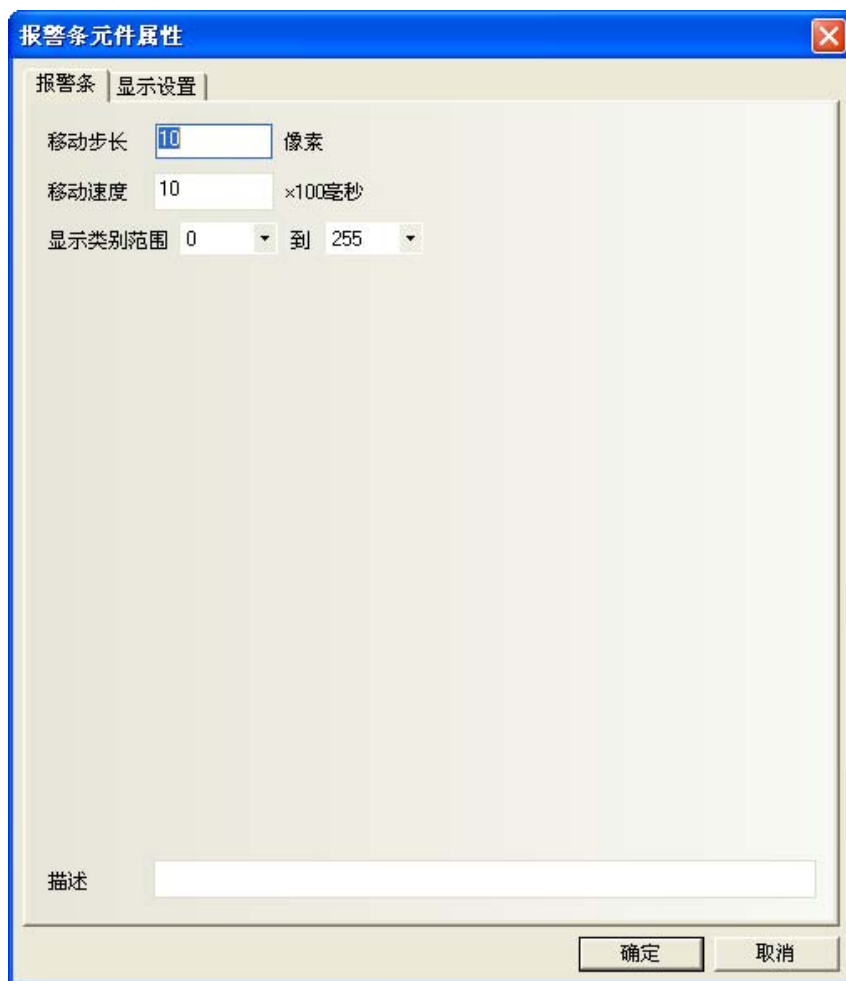 报警条元件属性
报警条 显示设置
移动步长 10 像素
移动速度 10 ×100毫秒
显示类别范围 0 到 255
描述
确定 取消